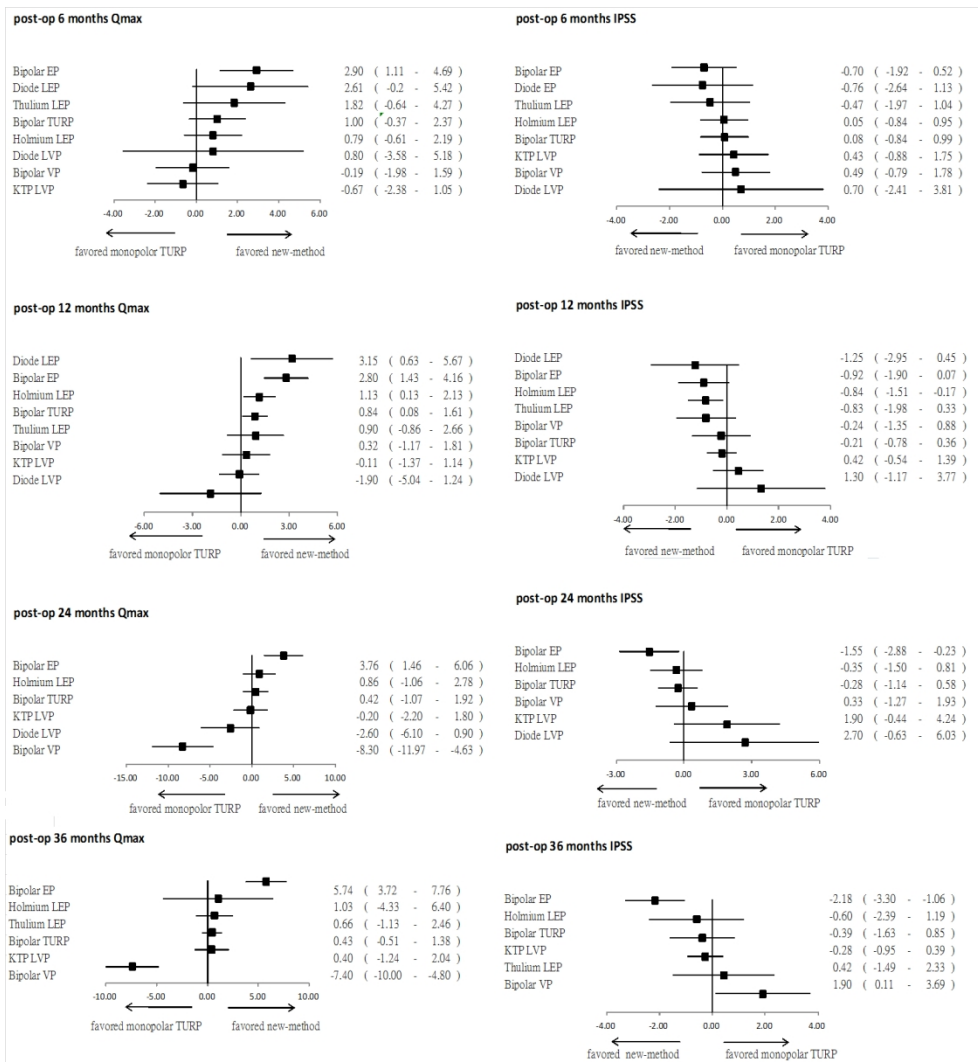 post-op 6 months Qmax
Bipolar EP 2.90 ( 1.11 - 4.69 )
Diode LEP 2.61 ( -0.2 - 5.42 )
Thulium LEP 1.82 ( -0.64 - 4.27 )
Bipolar TURP 1.00 ( -0.37 - 2.37 )
Holmium LEP 0.79 ( -0.61 - 2.19 )
Diode LVP 0.80 ( -3.58 - 5.18 )
Bipolar VP -0.19 ( -1.98 - 1.59 )
KTP LVP -0.67 ( -2.38 - 1.05 )
-4.00 -2.00 0.00 2.00 4.00 6.00
favored monopolor TURP favored new-method
post-op 6 months IPSS
Bipolar EP -0.70 ( -1.92 - 0.52 )
Diode EP -0.76 ( -2.64 - 1.13 )
Thulium LEP -0.47 ( -1.97 - 1.04 )
Holmium LEP 0.05 ( -0.84 - 0.95 )
Bipolar TURP 0.08 ( -0.84 - 0.99 )
KTP LVP 0.43 ( -0.88 - 1.75 )
Bipolar VP 0.49 ( -0.79 - 1.78 )
Diode LVP 0.70 ( -2.41 - 3.81 )
-4.00 -2.00 0.00 2.00 4.00
favored new-method favored monopolar TURP
post-op 12 months Qmax
Diode LEP 3.15 ( 0.63 - 5.67 )
Bipolar EP 2.80 ( 1.43 - 4.16 )
Holmium LEP 1.13 ( 0.13 - 2.13 )
Bipolar TURP 0.84 ( 0.08 - 1.61 )
Thulium LEP 0.90 ( -0.86 - 2.66 )
Bipolar VP 0.32 ( -1.17 - 1.81 )
KTP LVP -0.11 ( -1.37 - 1.14 )
Diode LVP -1.90 ( -5.04 - 1.24 )
-6.00 -3.00 0.00 3.00 6.00
favored monopolor TURP favored new-method
post-op 12 months IPSS
Diode LEP -1.25 ( -2.95 - 0.45 )
Bipolar EP -0.92 ( -1.90 - 0.07 )
Holmium LEP -0.84 ( -1.51 - -0.17 )
Thulium LEP -0.83 ( -1.98 - 0.33 )
Bipolar VP -0.24 ( -1.35 - 0.88 )
Bipolar TURP -0.21 ( -0.78 - 0.36 )
KTP LVP 0.42 ( -0.54 - 1.39 )
Diode LVP 1.30 ( -1.17 - 3.77 )
-4.00 -2.00 0.00 2.00 4.00
favored new-method favored monopolar TURP
post-op 24 months Qmax
Bipolar EP 3.76 ( 1.46 - 6.06 )
Holmium LEP 0.86 ( -1.06 - 2.78 )
Bipolar TURP 0.42 ( -1.07 - 1.92 )
KTP LVP -0.20 ( -2.20 - 1.80 )
Diode LVP -2.60 ( -6.10 - 0.90 )
Bipolar VP -8.30 ( -11.97 - -4.63 )
-15.00 -10.00 -5.00 0.00 5.00 10.00
favored monopolar TURP favored new-method
post-op 24 months IPSS
Bipolar EP -1.55 ( -2.88 - -0.23 )
Holmium LEP -0.35 ( -1.50 - 0.81 )
Bipolar TURP -0.28 ( -1.14 - 0.58 )
Bipolar VP 0.33 ( -1.27 - 1.93 )
KTP LVP 1.90 ( -0.44 - 4.24 )
Diode LVP 2.70 ( -0.63 - 6.03 )
-3.00 0.00 3.00 6.00
favored new-method favored monopolar TURP
post-op 36 months Qmax
Bipolar EP 5.74 ( 3.72 - 7.76 )
Holmium LEP 1.03 ( -4.33 - 6.40 )
Thulium LEP 0.66 ( -1.13 - 2.46 )
Bipolar TURP 0.43 ( -0.51 - 1.38 )
KTP LVP 0.40 ( -1.24 - 2.04 )
Bipolar VP -7.40 ( -10.00 - -4.80 )
-10.00 -5.00 0.00 5.00 10.00
favored monopolar TURP favored new-method
post-op 36 months IPSS
Bipolar EP -2.18 ( -3.30 - -1.06 )
Holmium LEP -0.60 ( -2.39 - 1.19 )
Bipolar TURP -0.39 ( -1.63 - 0.85 )
KTP LVP -0.28 ( -0.95 - 0.39 )
Thulium LEP 0.42 ( -1.49 - 2.33 )
Bipolar VP 1.90 ( 0.11 - 3.69 )
-4.00 -2.00 0.00 2.00 4.00
favored new-method favored monopolar TURP